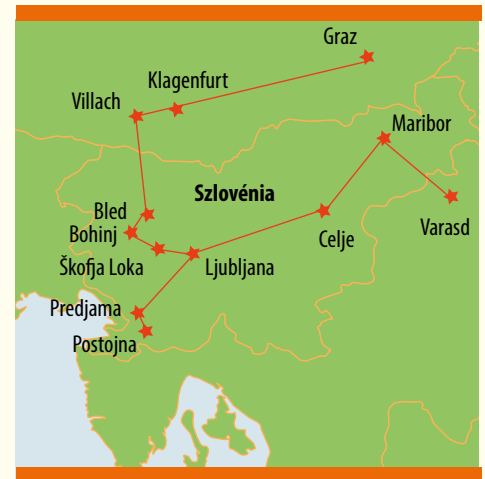 Graz
Klagenfurt
Villach
Maribor
Szlovénia
Bled
Varasd
Bohinj
Celje
Škofja Loka
Ljubljana
Predjama
Postojna